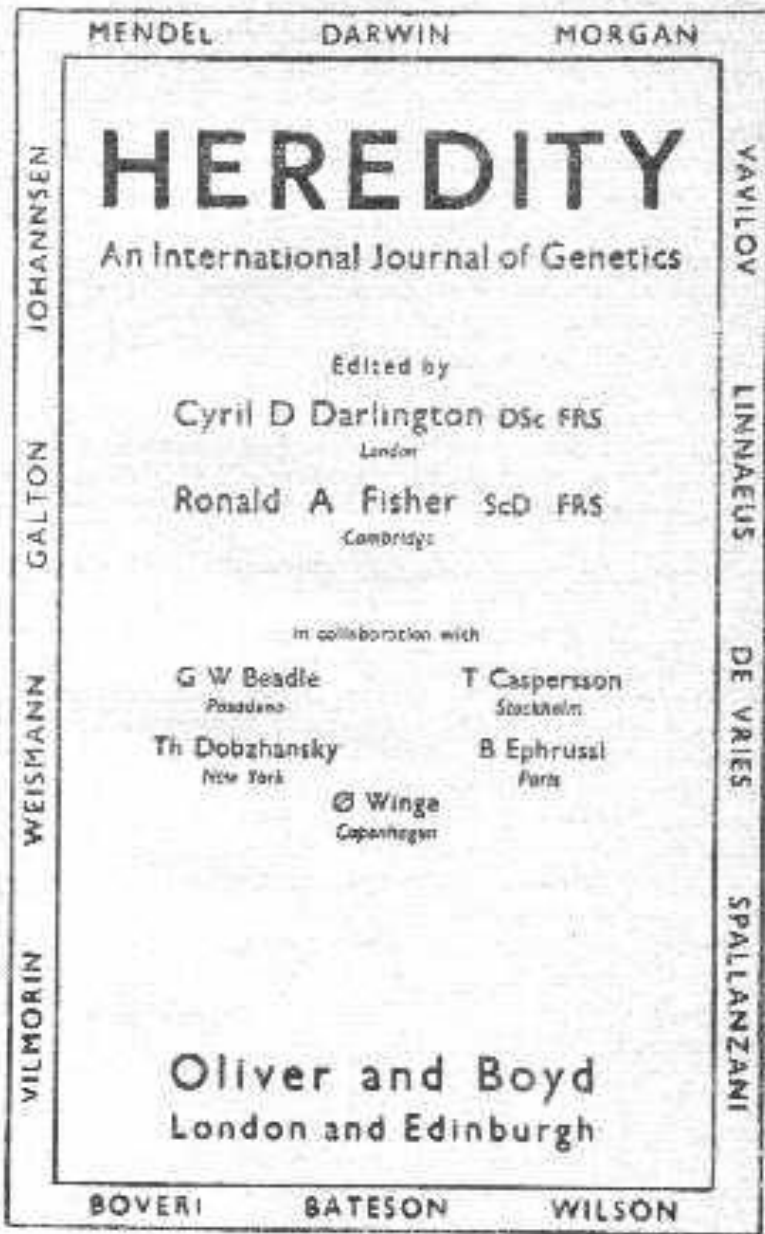 MENDEL DARWIN MORGAN
HEREDITY
An International Journal of Genetics
Edited by
Cyril D Darlington DSc FRS
London
Ronald A Fisher ScD FRS
Cambridge
in collaboration with
G W Beadle T Caspersson
Pasadena Stockholm
Th Dobzhansky B Ephrussi
New York Paris
Ø Winge
Copenhagen
Oliver and Boyd
London and Edinburgh
BOVERI BATESON WILSON
JOHANNSEN
GALTON
WEISMANN
VILMORIN
VAVILOV
LINNAEUS
DE VRIES
SPALLANZANI